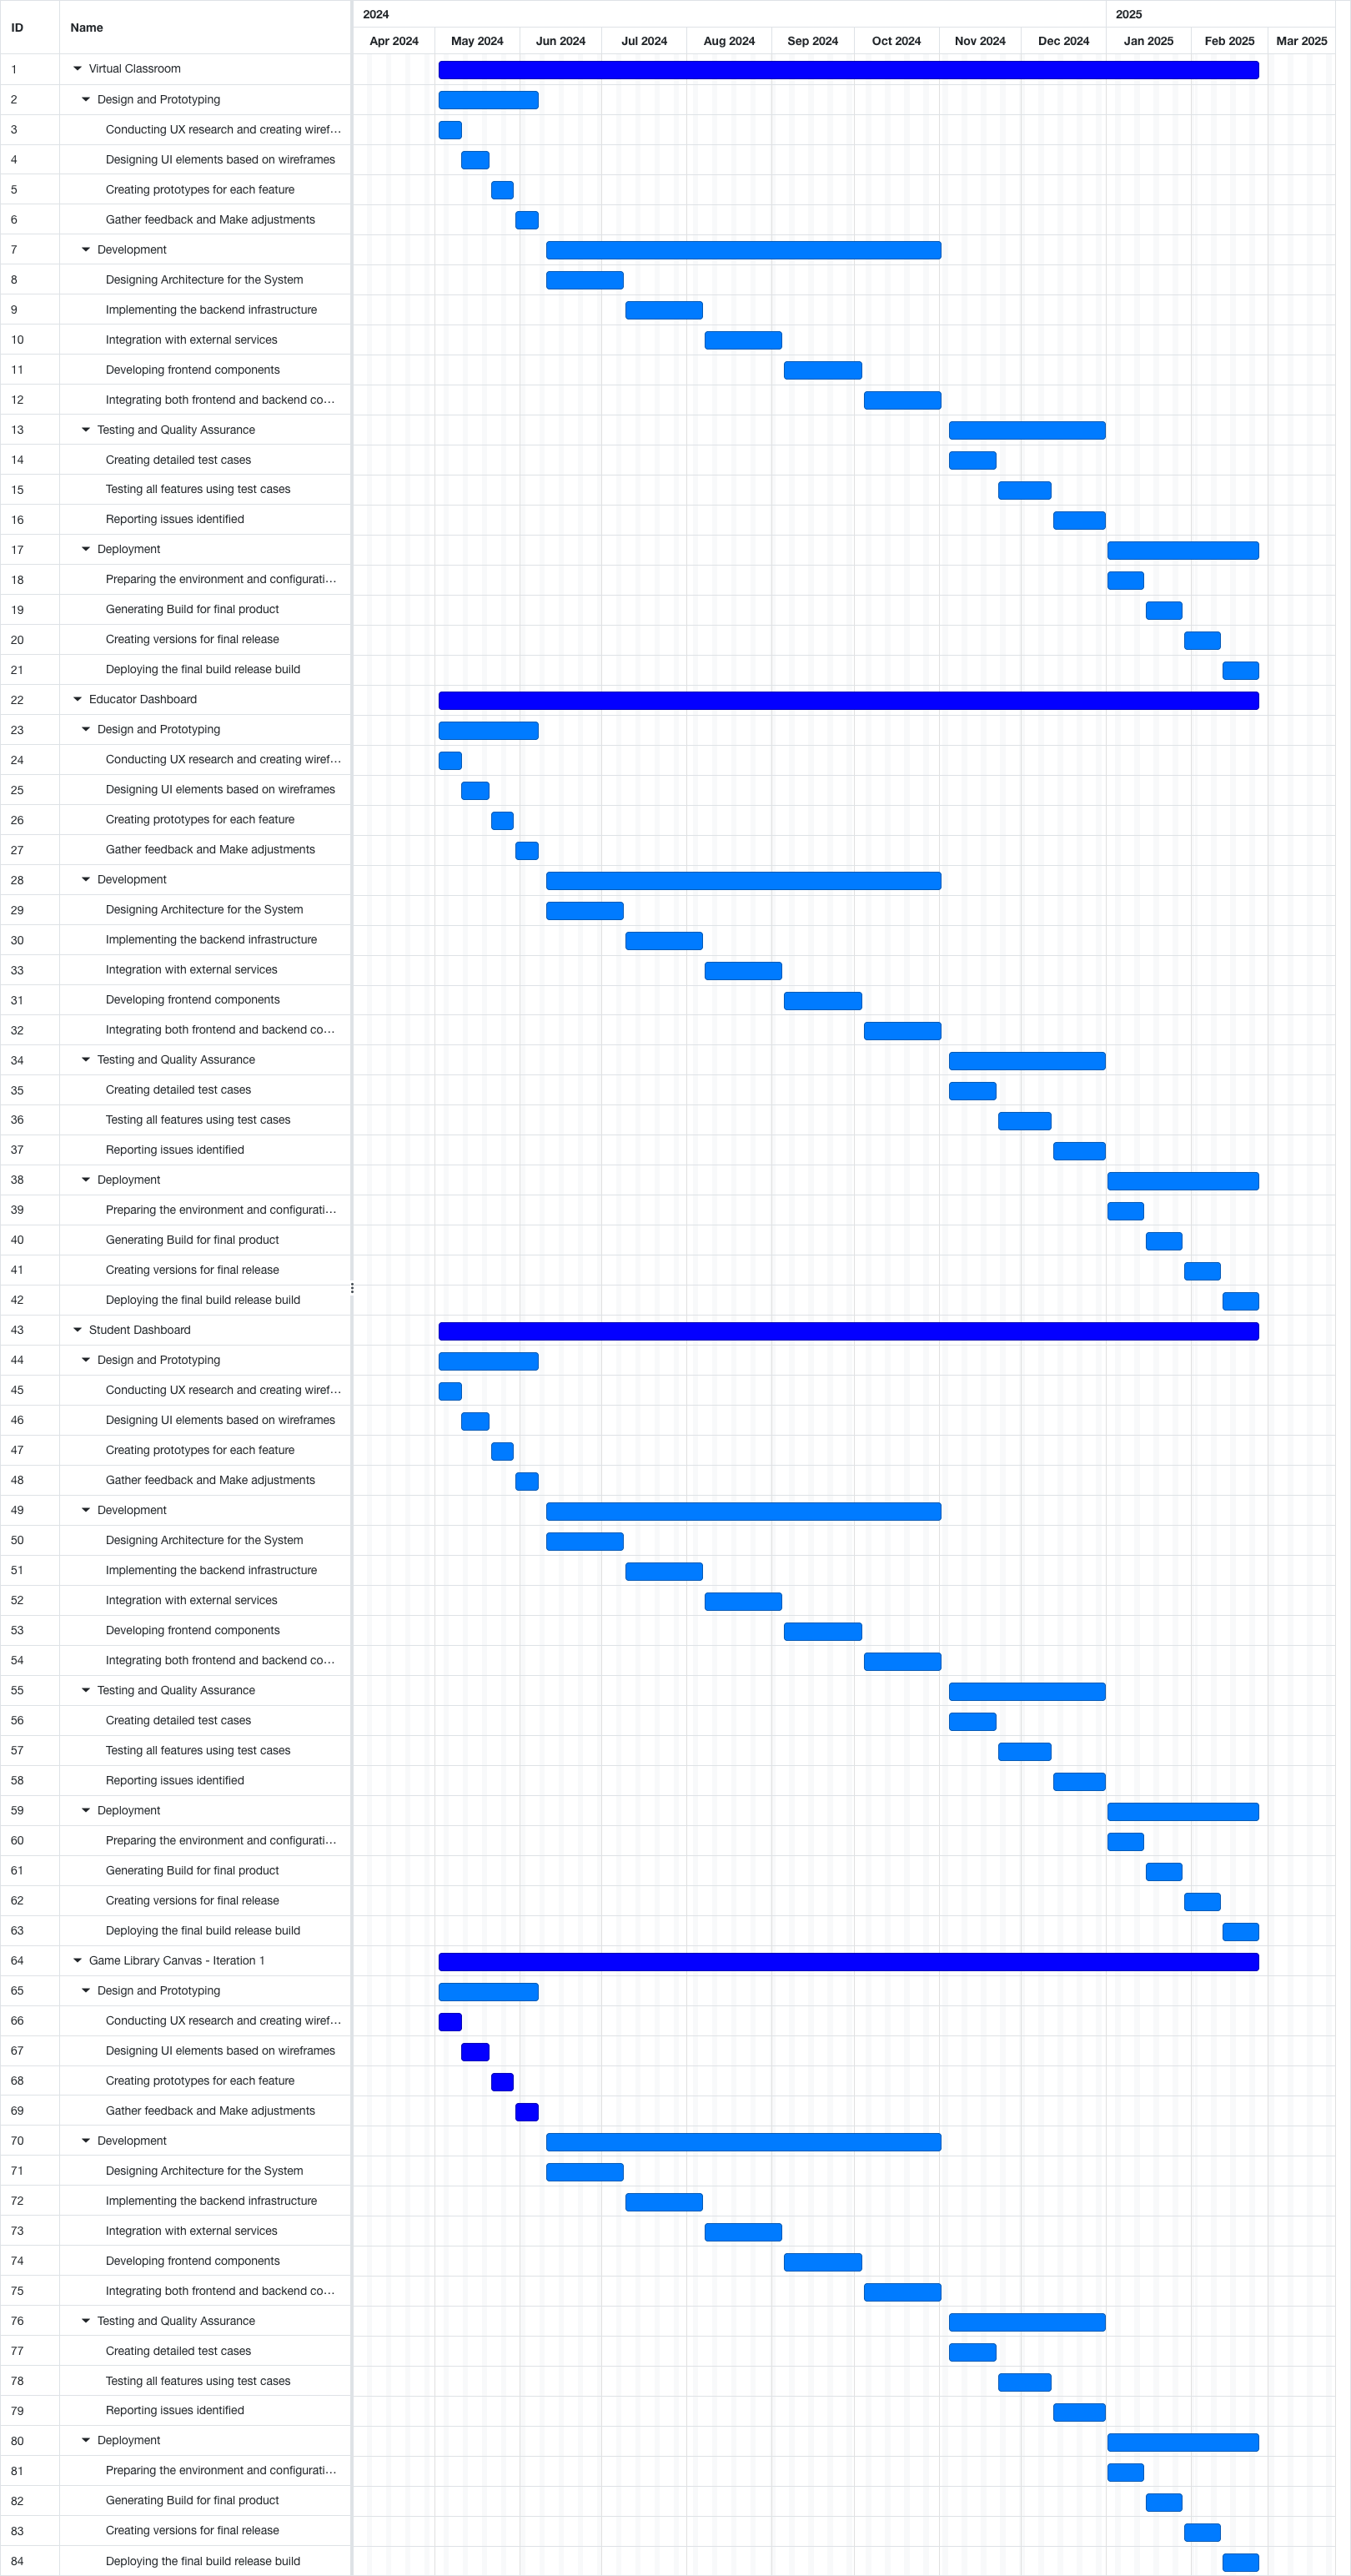 ID Name 2024 2025
Apr 2024 May 2024 Jun 2024 Jul 2024 Aug 2024 Sep 2024 Oct 2024 Nov 2024 Dec 2024 Jan 2025 Feb 2025 Mar 2025
1 Virtual Classroom
2 Design and Prototyping
3 Conducting UX research and creating wiref...
4 Designing UI elements based on wireframes
5 Creating prototypes for each feature
6 Gather feedback and Make adjustments
7 Development
8 Designing Architecture for the System
9 Implementing the backend infrastructure
10 Integration with external services
11 Developing frontend components
12 Integrating both frontend and backend co...
13 Testing and Quality Assurance
14 Creating detailed test cases
15 Testing all features using test cases
16 Reporting issues identified
17 Deployment
18 Preparing the environment and configurati...
19 Generating Build for final product
20 Creating versions for final release
21 Deploying the final build release build
22 Educator Dashboard
23 Design and Prototyping
24 Conducting UX research and creating wiref...
25 Designing UI elements based on wireframes
26 Creating prototypes for each feature
27 Gather feedback and Make adjustments
28 Development
29 Designing Architecture for the System
30 Implementing the backend infrastructure
33 Integration with external services
31 Developing frontend components
32 Integrating both frontend and backend co...
34 Testing and Quality Assurance
35 Creating detailed test cases
36 Testing all features using test cases
37 Reporting issues identified
38 Deployment
39 Preparing the environment and configurati...
40 Generating Build for final product
41 Creating versions for final release
42 Deploying the final build release build
43 Student Dashboard
44 Design and Prototyping
45 Conducting UX research and creating wiref...
46 Designing UI elements based on wireframes
47 Creating prototypes for each feature
48 Gather feedback and Make adjustments
49 Development
50 Designing Architecture for the System
51 Implementing the backend infrastructure
52 Integration with external services
53 Developing frontend components
54 Integrating both frontend and backend co...
55 Testing and Quality Assurance
56 Creating detailed test cases
57 Testing all features using test cases
58 Reporting issues identified
59 Deployment
60 Preparing the environment and configurati...
61 Generating Build for final product
62 Creating versions for final release
63 Deploying the final build release build
64 Game Library Canvas - Iteration 1
65 Design and Prototyping
66 Conducting UX research and creating wiref...
67 Designing UI elements based on wireframes
68 Creating prototypes for each feature
69 Gather feedback and Make adjustments
70 Development
71 Designing Architecture for the System
72 Implementing the backend infrastructure
73 Integration with external services
74 Developing frontend components
75 Integrating both frontend and backend co...
76 Testing and Quality Assurance
77 Creating detailed test cases
78 Testing all features using test cases
79 Reporting issues identified
80 Deployment
81 Preparing the environment and configurati...
82 Generating Build for final product
83 Creating versions for final release
84 Deploying the final build release build